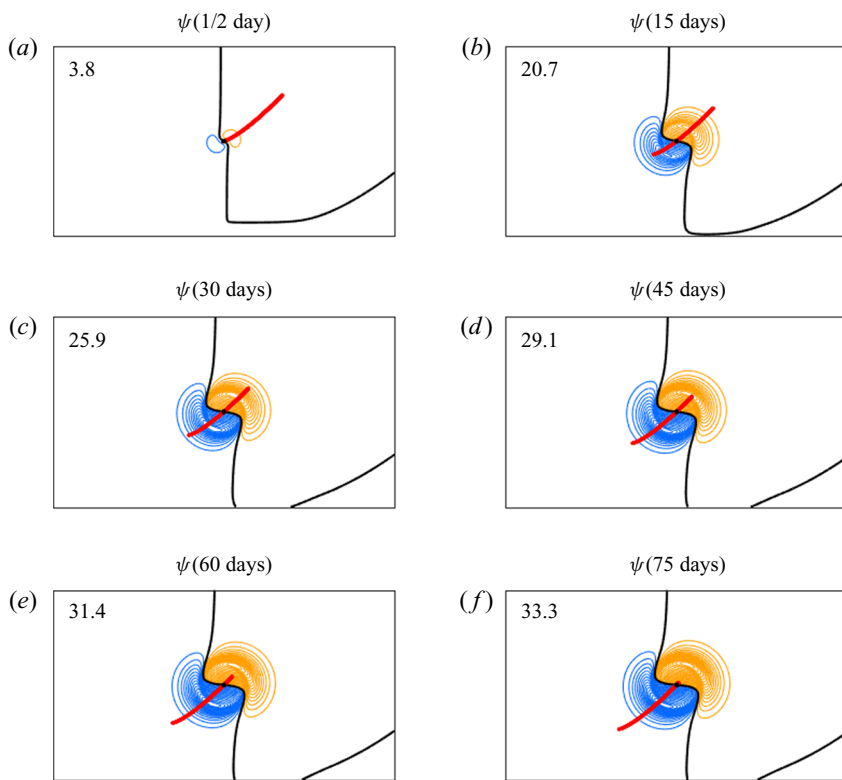 ψ(1/2 day)
ψ(15 days)
(a)
(b)
3.8
20.7
ψ(30 days)
ψ(45 days)
(c)
(d)
25.9
29.1
ψ(60 days)
ψ(75 days)
(e)
(f)
31.4
33.3